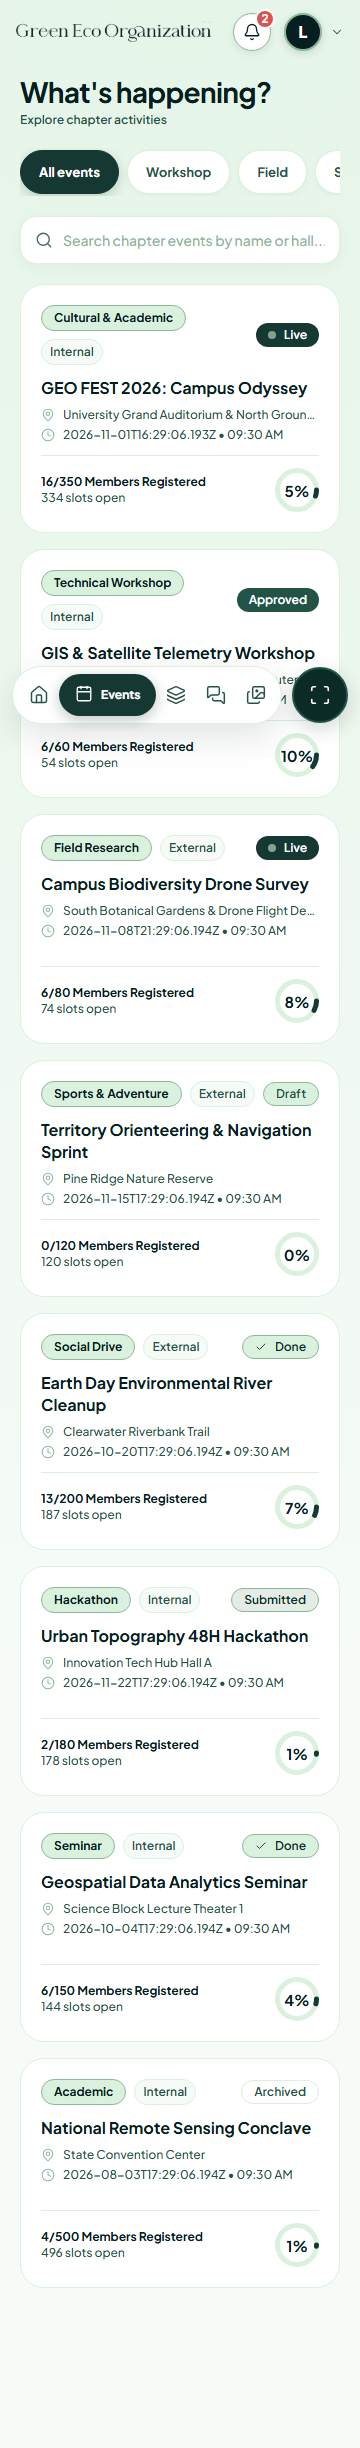 Green Eco Organization
2
L
What's happening?
Explore chapter activities
All events
Workshop
Field
Search chapter events by name or hall...
Cultural & Academic
Live
Internal
GEO FEST 2026: Campus Odyssey
University Grand Auditorium & North Groun...
2026-11-01T16:29:06.193Z • 09:30 AM
16/350 Members Registered
334 slots open
5%
Technical Workshop
Approved
Internal
GIS & Satellite Telemetry Workshop
Events
6/60 Members Registered
54 slots open
10%
Field Research
External
Live
Campus Biodiversity Drone Survey
South Botanical Gardens & Drone Flight De...
2026-11-08T21:29:06.194Z • 09:30 AM
6/80 Members Registered
74 slots open
8%
Sports & Adventure
External
Draft
Territory Orienteering & Navigation
Sprint
Pine Ridge Nature Reserve
2026-11-15T17:29:06.194Z • 09:30 AM
0/120 Members Registered
120 slots open
0%
Social Drive
External
Done
Earth Day Environmental River
Cleanup
Clearwater Riverbank Trail
2026-10-20T17:29:06.194Z • 09:30 AM
13/200 Members Registered
187 slots open
7%
Hackathon
Internal
Submitted
Urban Topography 48H Hackathon
Innovation Tech Hub Hall A
2026-11-22T17:29:06.194Z • 09:30 AM
2/180 Members Registered
178 slots open
1%
Seminar
Internal
Done
Geospatial Data Analytics Seminar
Science Block Lecture Theater 1
2026-10-04T17:29:06.194Z • 09:30 AM
6/150 Members Registered
144 slots open
4%
Academic
Internal
Archived
National Remote Sensing Conclave
State Convention Center
2026-08-03T17:29:06.194Z • 09:30 AM
4/500 Members Registered
496 slots open
1%